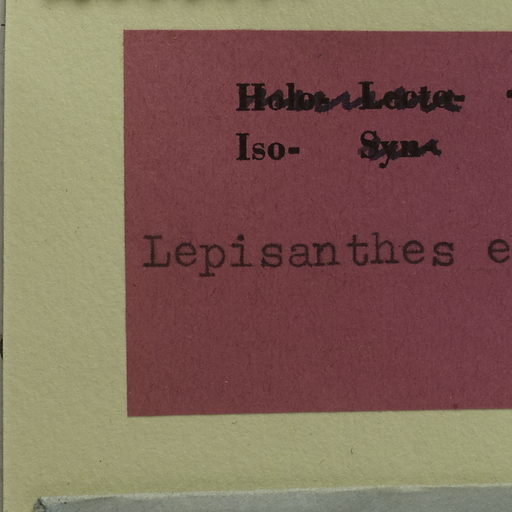 Holo- Lecto-
Iso- Syn-
Lepisanthes e